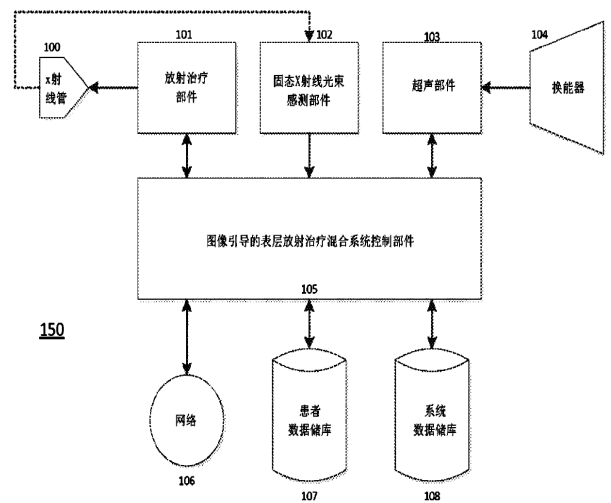 100
x射
线管
101
放射治疗
部件
102
固态X射线光束
感测部件
103
超声部件
104
换能器
图像引导的表层放射治疗混合系统控制部件
105
150
网络
106
患者
数据储库
107
系统
数据储库
108